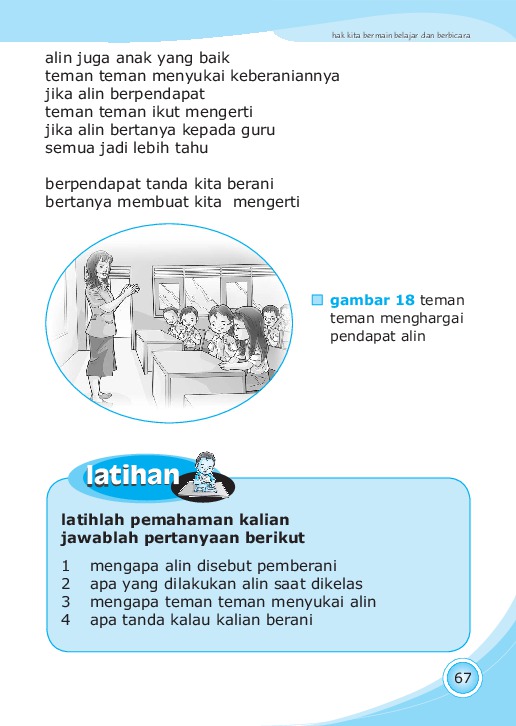 hak kita bermain belajar dan berbicara
alin juga anak yang baik
teman teman menyukai keberaniannya
jika alin berpendapat
teman teman ikut mengerti
jika alin bertanya kepada guru
semua jadi lebih tahu
berpendapat tanda kita berani
bertanya membuat kita mengerti
gambar 18 teman
teman menghargai
pendapat alin
latihan
latihlah pemahaman kalian
jawablah pertanyaan berikut
1 mengapa alin disebut pemberani
2 apa yang dilakukan alin saat dikelas
3 mengapa teman teman menyukai alin
4 apa tanda kalau kalian berani
67